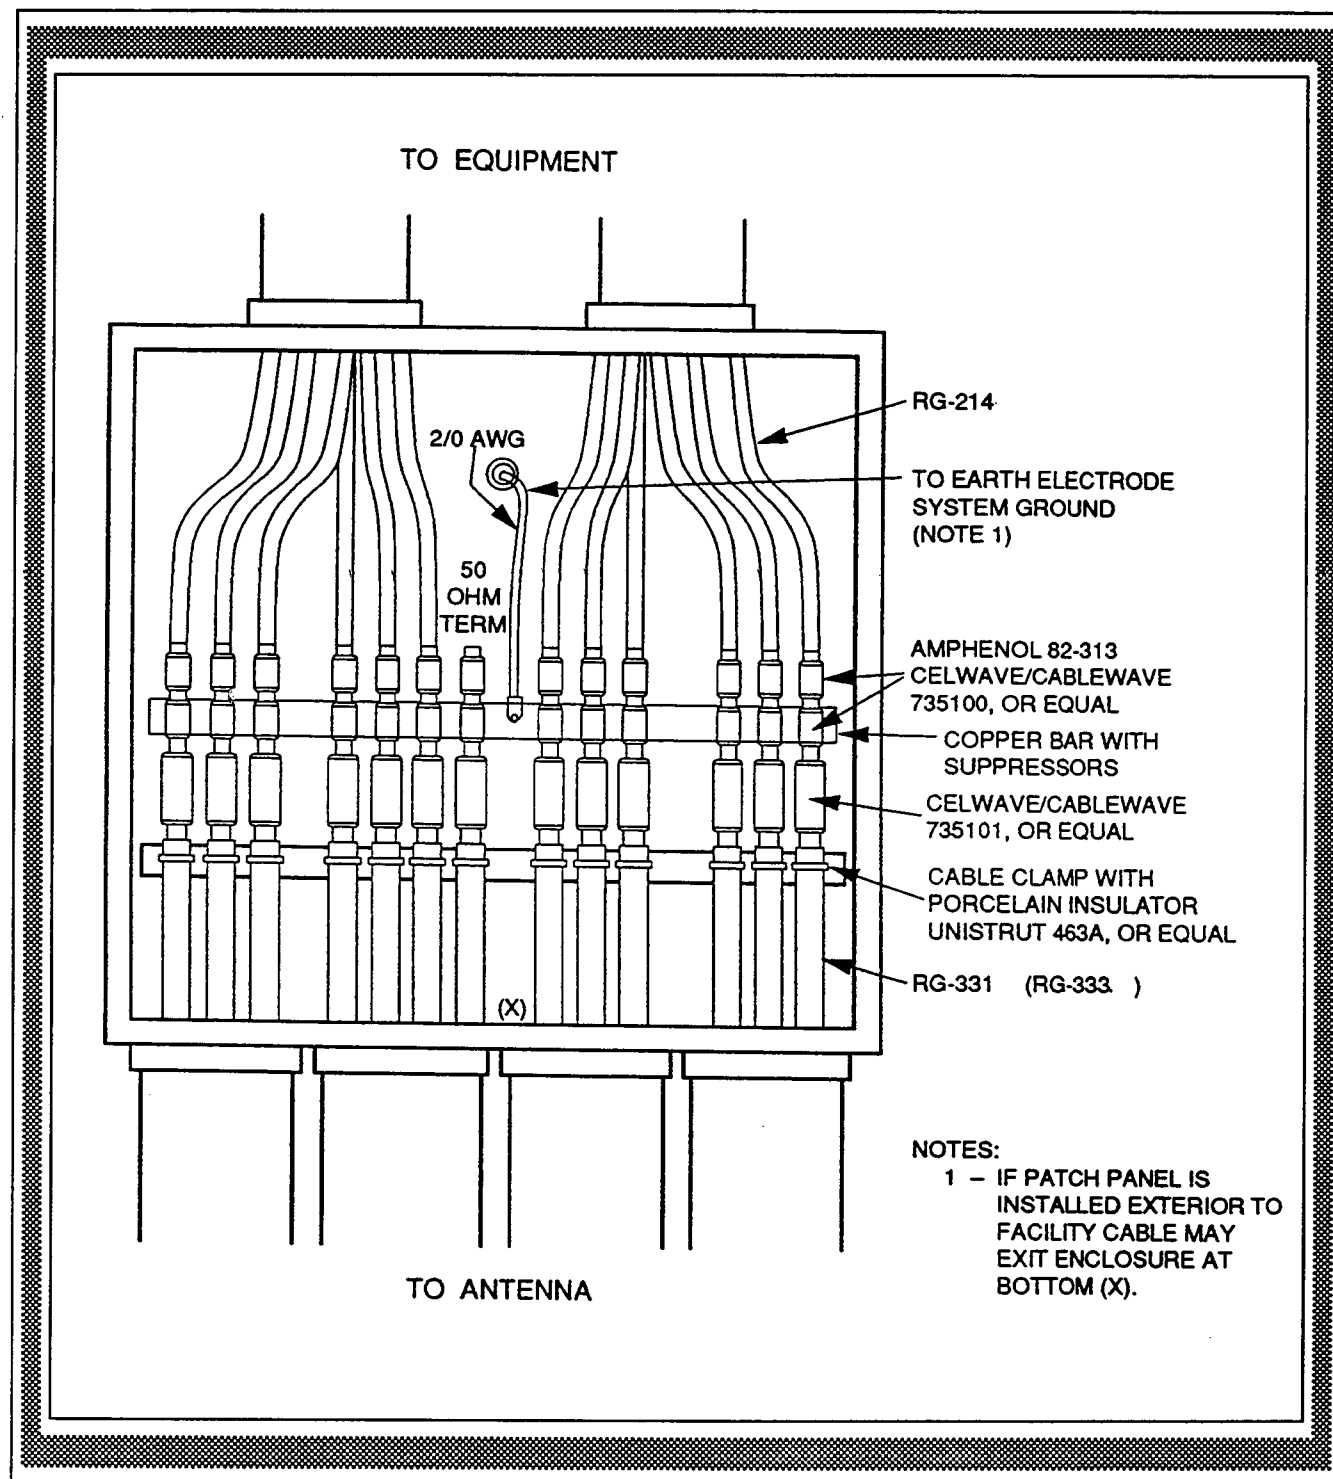 TO EQUIPMENT
RG-214
2/0 AWG
TO EARTH ELECTRODE
SYSTEM GROUND
(NOTE 1)
50
OHM
TERM
AMPHENOL 82-313
CELWAVE/CABLEWAVE
735100, OR EQUAL
COPPER BAR WITH
SUPPRESSORS
CELWAVE/CABLEWAVE
735101, OR EQUAL
CABLE CLAMP WITH
PORCELAIN INSULATOR
UNISTRUT 463A, OR EQUAL
RG-331 (RG-333. )
(X)
NOTES:
1 – IF PATCH PANEL IS
INSTALLED EXTERIOR TO
FACILITY CABLE MAY
EXIT ENCLOSURE AT
BOTTOM (X).
TO ANTENNA